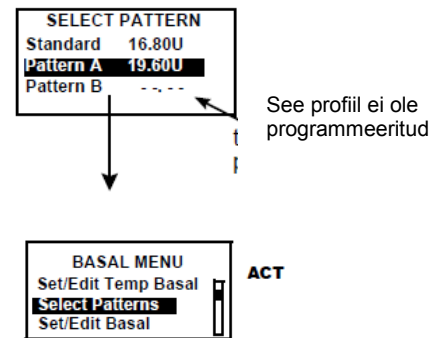 SELECT PATTERN
Standard 16.80U
Pattern A 19.60U
Pattern B - -. - -
See profiil ei ole
programmeeritud
BASAL MENU
Set/Edit Temp Basal
Select Patterns
Set/Edit Basal
ACT